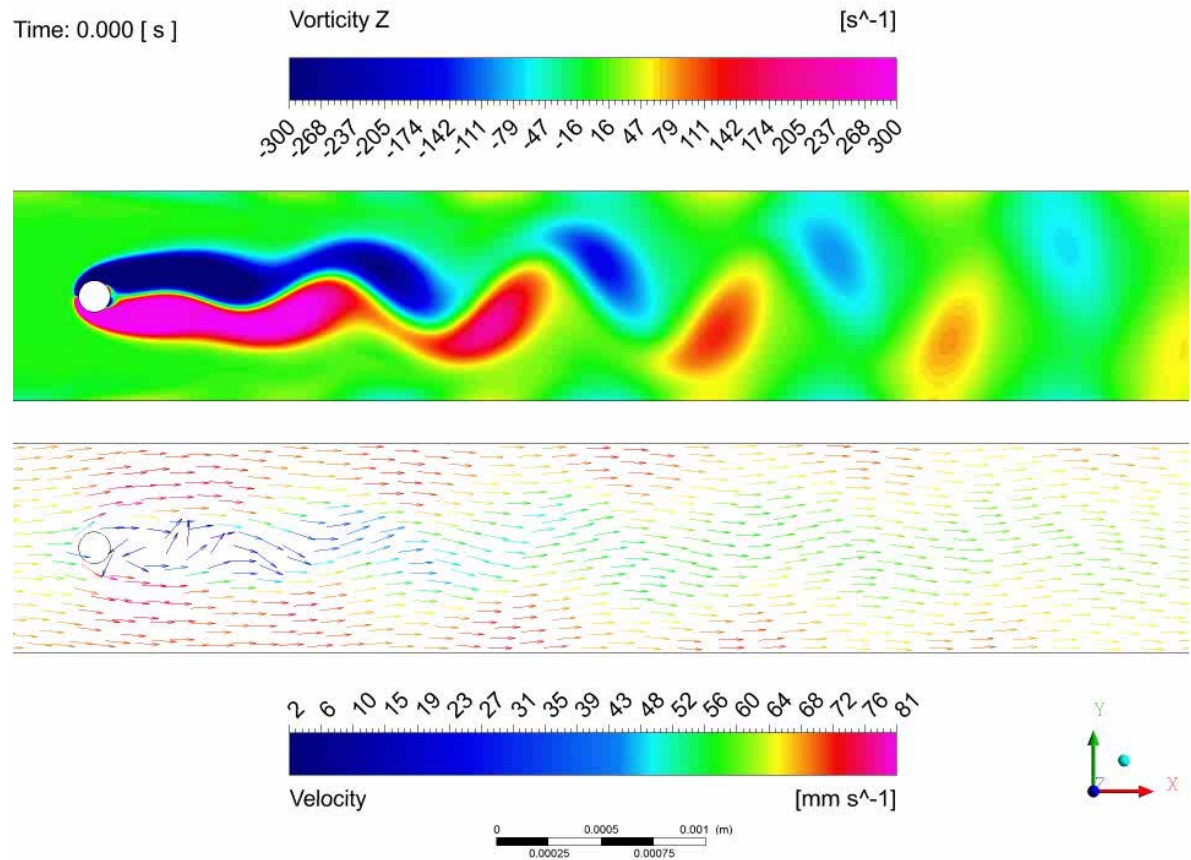 Time: 0.000 [ s ]
Vorticity Z [s^-1]
-300 -268 -237 -205 -174 -142 -111 -79 -47 -16 16 47 79 111 142 174 205 237 268 300
2 6 10 15 19 23 27 31 35 39 43 48 52 56 60 64 68 72 76 81
Velocity [mm s^-1]
0 0.0005 0.001 (m)
0.00025 0.00075
Y
Z X